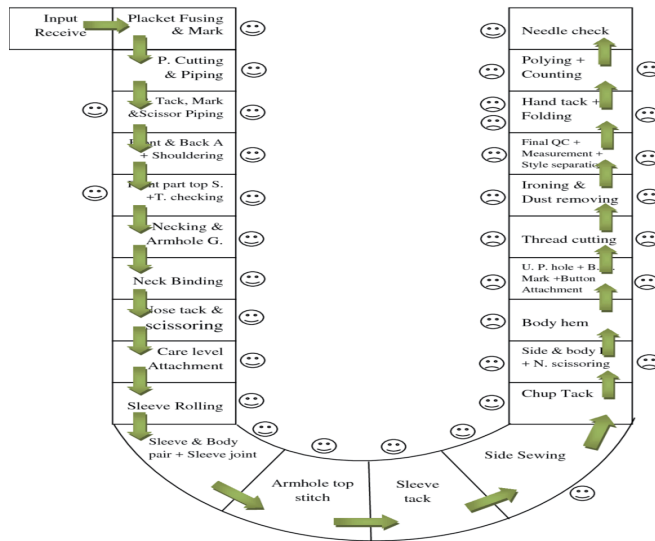 Input
Receive
Placket Fusing
& Mark
P. Cutting
& Piping
Tack, Mark
&Scissor Piping
& Back A
+ Shouldering
part top S.
+T. checking
Necking &
Armhole G.
Neck Binding
Nose tack &
scissoring
Care level
Attachment
Sleeve Rolling
Sleeve & Body
pair + Sleeve joint
Armhole top
stitch
Sleeve
tack
Side Sewing
Chup Tack
Side & body
+ N. scissoring
Body hem
U. P. hole + B.
Mark +Button
Attachment
Thread cutting
Ironing &
Dust removing
Final QC +
Measurement +
Style separation
Hand tack +
Folding
Polying +
Counting
Needle check